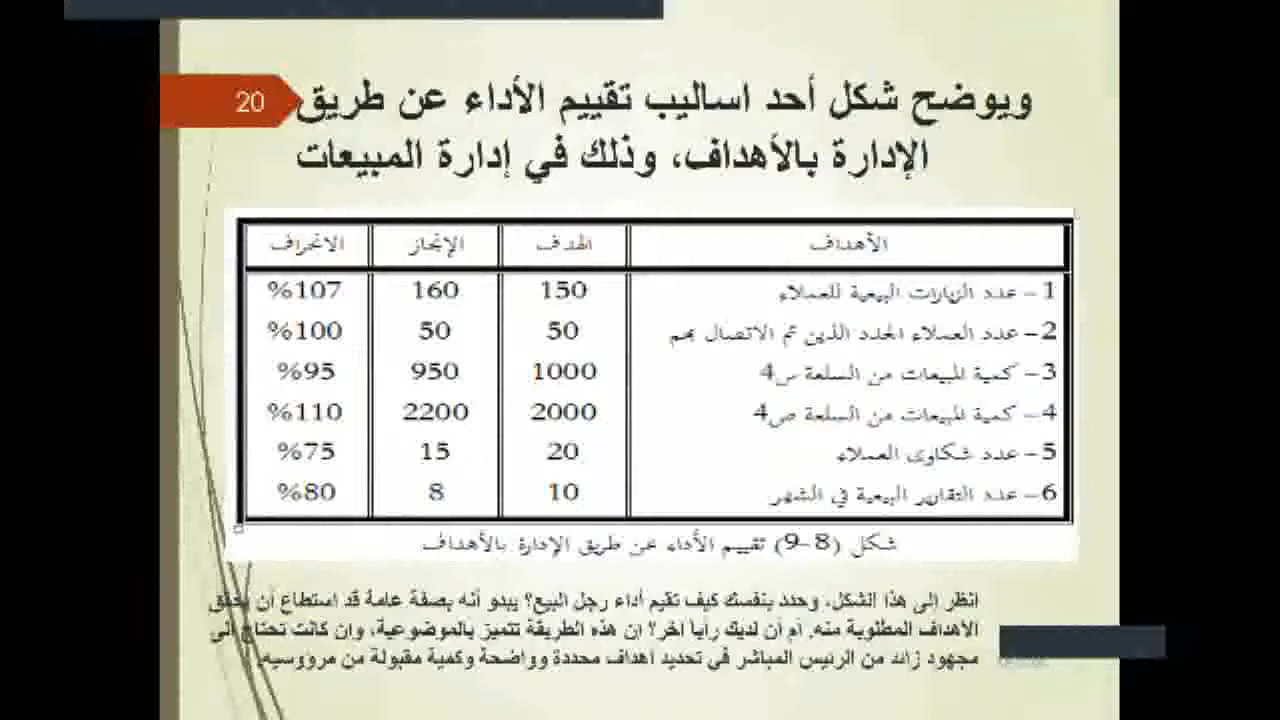 20
ويوضح شكل أحد اساليب تقييم الأداء عن طريق
الإدارة بالأهداف، وذلك في إدارة المبيعات
الأهداف الهدف الإنجاز الانحراف
1- عدد الزيارات البيعية للعملاء 150 160 %107
2- عدد العملاء الجدد الذين تم الاتصال بهم 50 50 %100
3- كمية المبيعات من السلعة س4 1000 950 %95
4- كمية المبيعات من السلعة ص4 2000 2200 %110
5- عدد شكاوى العملاء 20 15 %75
6- عدد التقارير البيعية في الشهر 10 8 %80
شكل (8-9) تقييم الأداء عن طريق الإدارة بالأهداف
انظر إلى هذا الشكل، وحدد بنفسك كيف تقيم أداء رجل البيع؟ يبدو أنه بصفة عامة قد استطاع أن يحقق
الأهداف المطلوبة منه. أم أن لديك رأيا آخر؟ إن هذه الطريقة تتميز بالموضوعية، وإن كانت تحتاج إلى
مجهود زائد من الرئيس المباشر في تحديد أهداف محددة وواضحة وكمية مقبولة من مرؤوسيه.